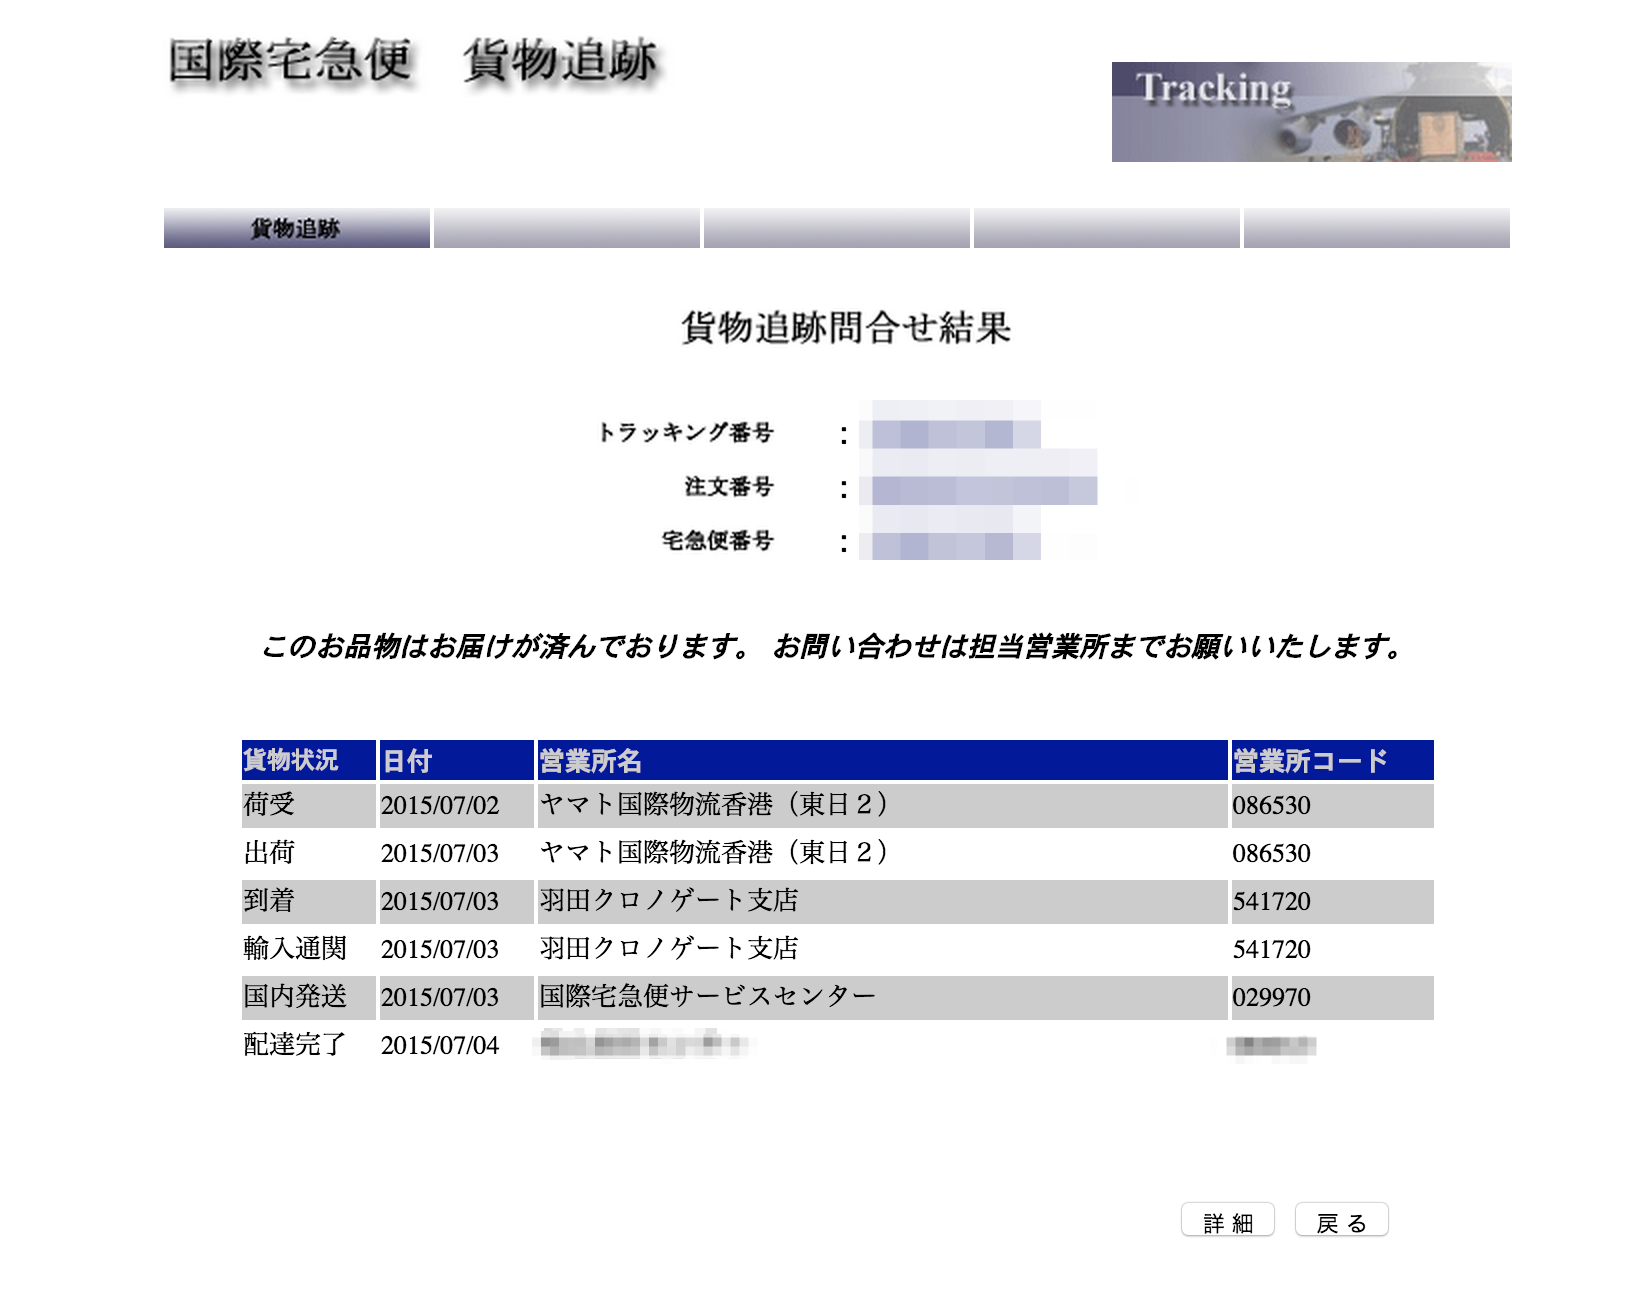 国際宅急便　貨物追跡
Tracking
貨物追跡
貨物追跡問合せ結果
トラッキング番号 :
注文番号 :
宅急便番号 :
このお品物はお届けが済んでおります。 お問い合わせは担当営業所までお願いいたします。
貨物状況 日付 営業所名 営業所コード
荷受 2015/07/02 ヤマト国際物流香港（東日２） 086530
出荷 2015/07/03 ヤマト国際物流香港（東日２） 086530
到着 2015/07/03 羽田クロノゲート支店 541720
輸入通関 2015/07/03 羽田クロノゲート支店 541720
国内発送 2015/07/03 国際宅急便サービスセンター 029970
配達完了 2015/07/04
詳 細 戻 る